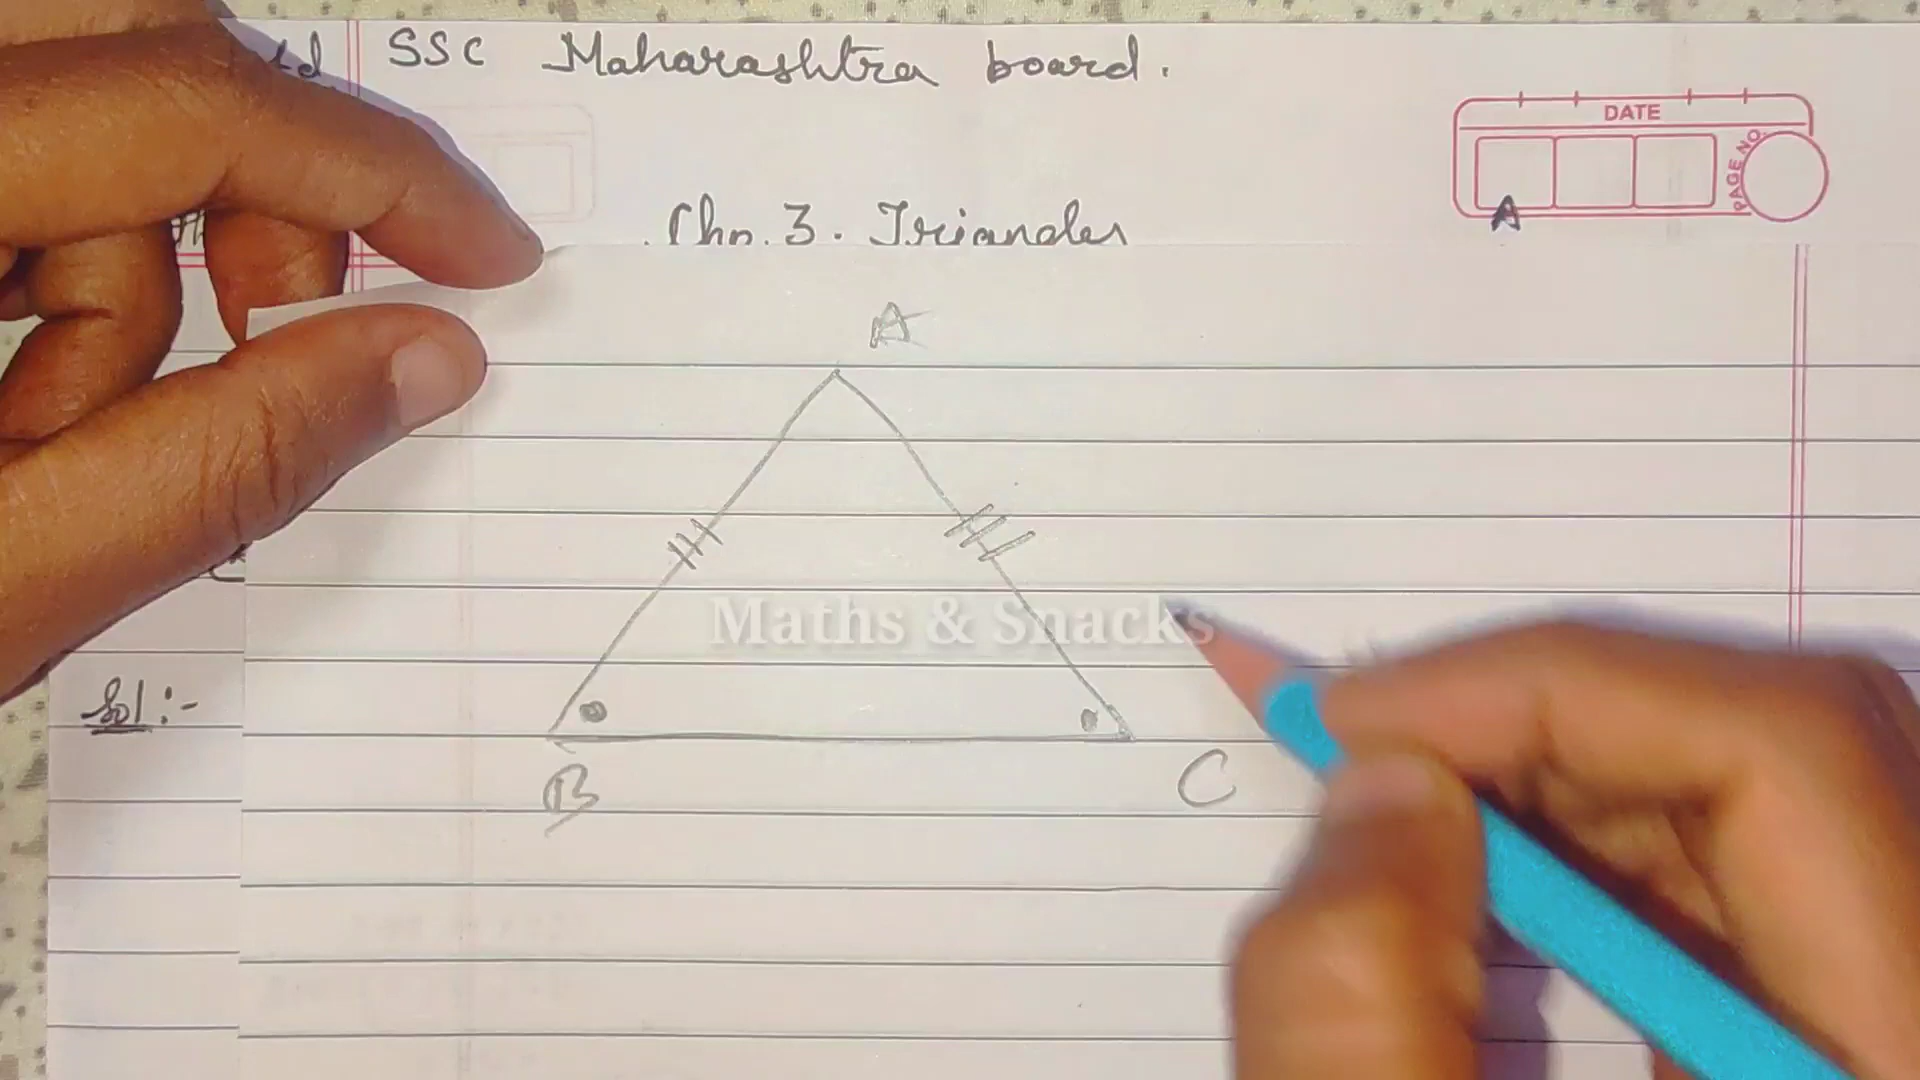 SSC Maharashtra board.
DATE
PAGE NO.
A
Chp. 3. Triangles
A
Maths & Snacks
Sol :-
B
C